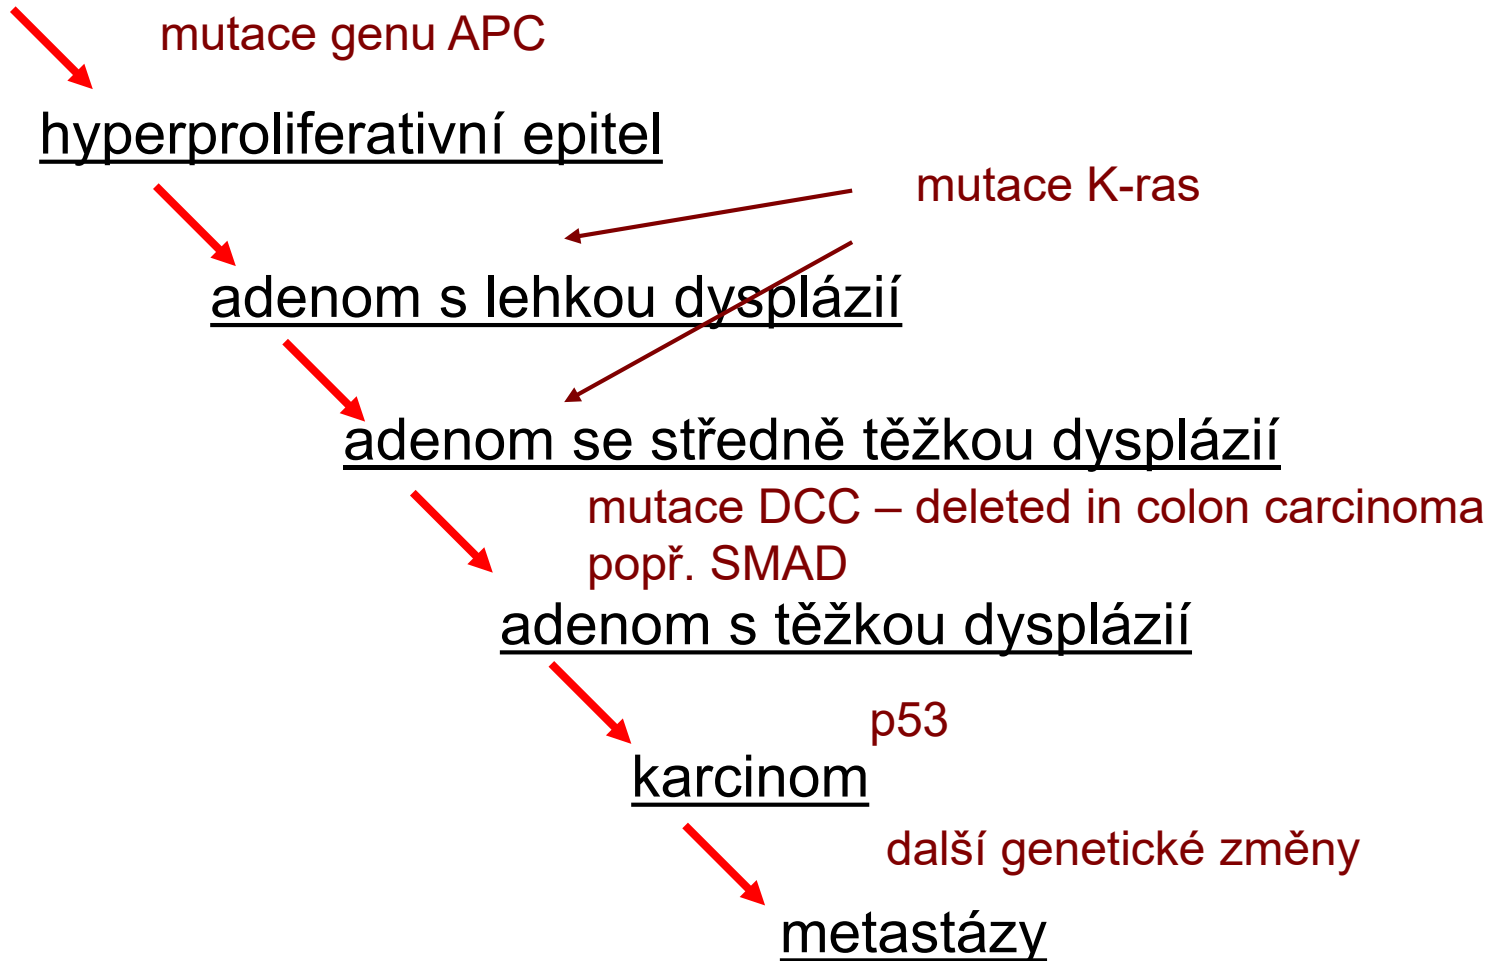 mutace genu APC
hyperproliferativní epitel
mutace K-ras
adenom s lehkou dysplázií
adenom se středně těžkou dysplázií
mutace DCC – deleted in colon carcinoma
popř. SMAD
adenom s těžkou dysplázií
p53
karcinom
další genetické změny
metastázy